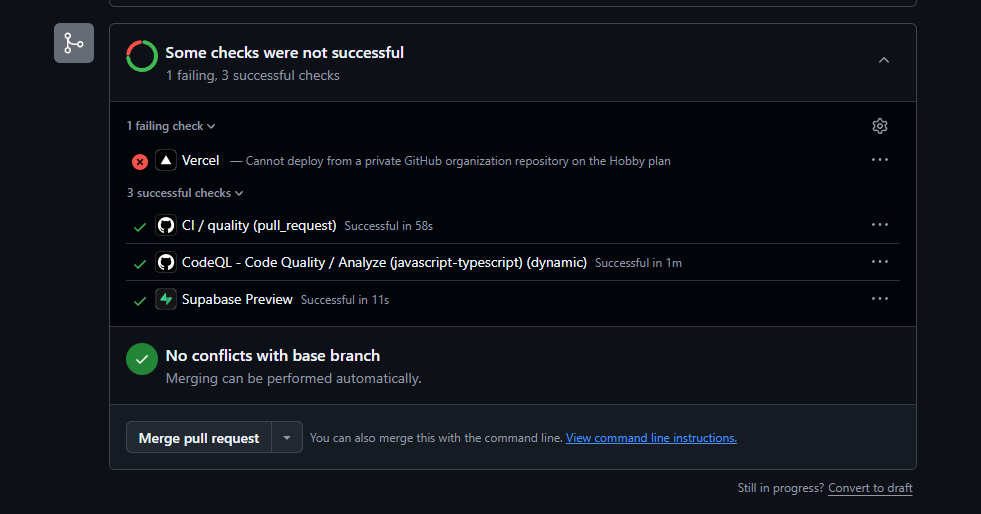 Some checks were not successful
1 failing, 3 successful checks
1 failing check
Vercel — Cannot deploy from a private GitHub organization repository on the Hobby plan
3 successful checks
CI / quality (pull_request) Successful in 58s
CodeQL - Code Quality / Analyze (javascript-typescript) (dynamic) Successful in 1m
Supabase Preview Successful in 11s
No conflicts with base branch
Merging can be performed automatically.
Merge pull request You can also merge this with the command line. View command line instructions.
Still in progress? Convert to draft